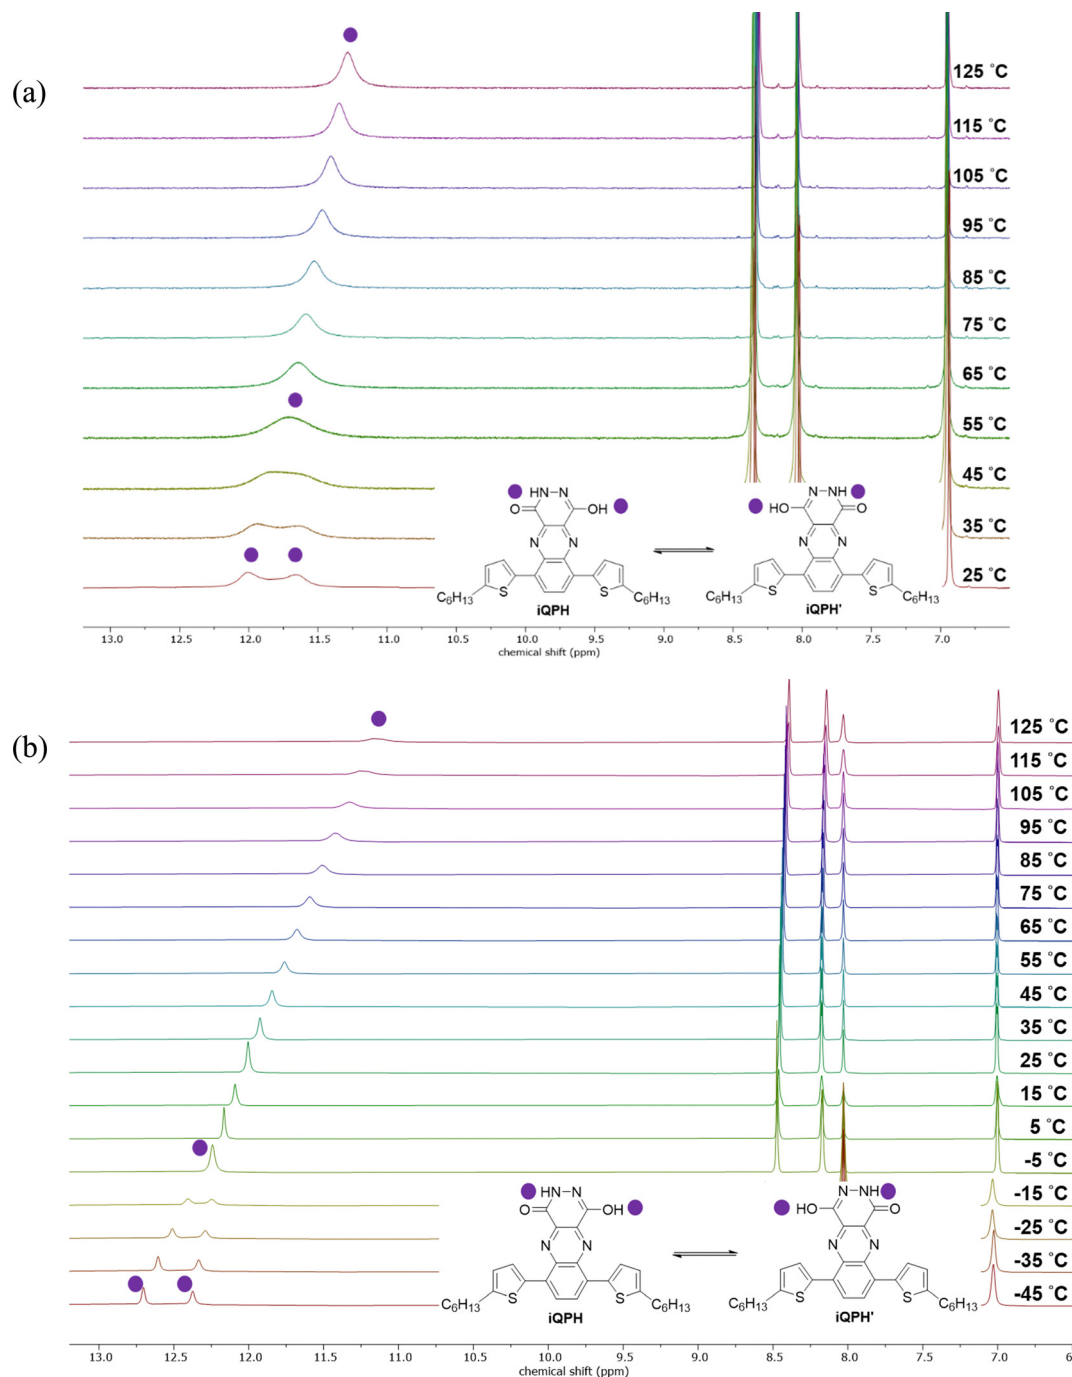 (a)
125 °C
115 °C
105 °C
95 °C
85 °C
75 °C
65 °C
55 °C
45 °C
35 °C
25 °C
HN N
O OH
N N
S S
C6H13 C6H13
iQPH
N NH
HO O
N N
S S
C6H13 C6H13
iQPH'
13.0 12.5 12.0 11.5 11.0 10.5 10.0 9.5 9.0 8.5 8.0 7.5 7.0
chemical shift (ppm)
(b)
125 °C
115 °C
105 °C
95 °C
85 °C
75 °C
65 °C
55 °C
45 °C
35 °C
25 °C
15 °C
5 °C
-5 °C
-15 °C
-25 °C
-35 °C
-45 °C
HN N
O OH
N N
S S
C6H13 C6H13
iQPH
N NH
HO O
N N
S S
C6H13 C6H13
iQPH'
13.0 12.5 12.0 11.5 11.0 10.5 10.0 9.5 9.0 8.5 8.0 7.5 7.0 6
chemical shift (ppm)